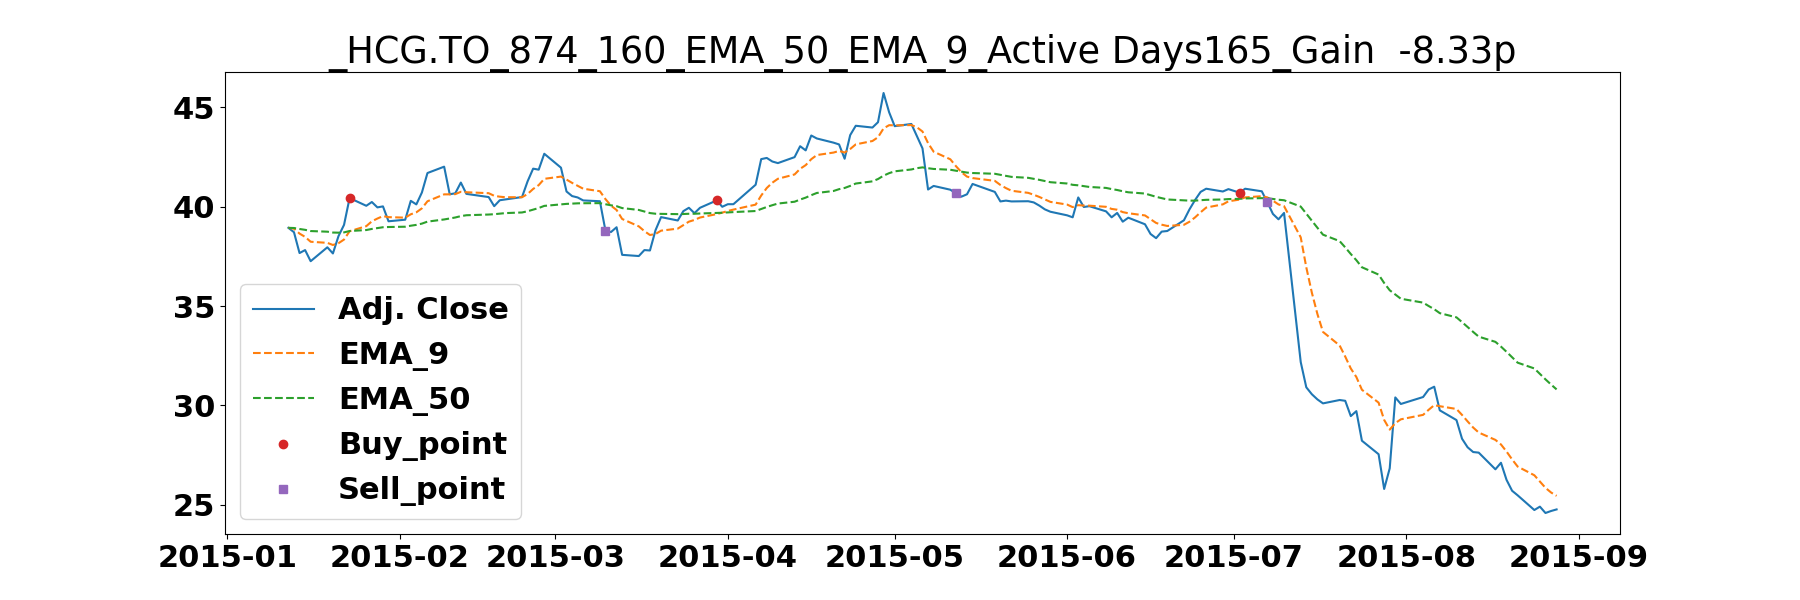 _HCG.TO_874_160_EMA_50_EMA_9_Active Days165_Gain  -8.33p
45
40
35
30
25
Adj. Close
EMA_9
EMA_50
Buy_point
Sell_point
2015-01 2015-02 2015-03 2015-04 2015-05 2015-06 2015-07 2015-08 2015-09